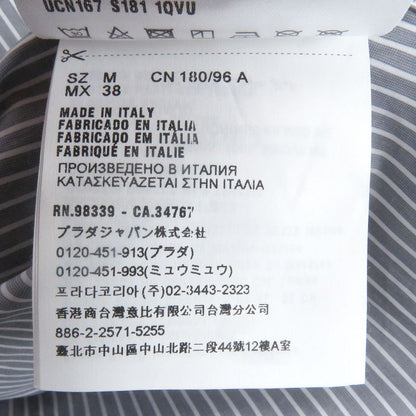 UCN167 S181 1QVU
SZ M CN 180/96 A
MX 38
MADE IN ITALY
FABRICADO EN ITALIA
FABRICADO EM ITÁLIA
FABRIQUÉ EN ITALIE
ПРОИЗВЕДЕНО В ИТАЛИЯ
ΚΑΤΑΣΚΕΥΑΖΕΤΑΙ ΣΤΗΝ ΙΤΑΛΙΑ
RN.98339 - CA.34767
プラダジャパン株式会社
0120-451-913(プラダ)
0120-451-993(ミュウミュウ)
프라다코리아(주)02-3443-2323
香港商台灣薏比有限公司台灣分公司
886-2-2571-5255
臺北市中山區中山北路二段44號12樓A室